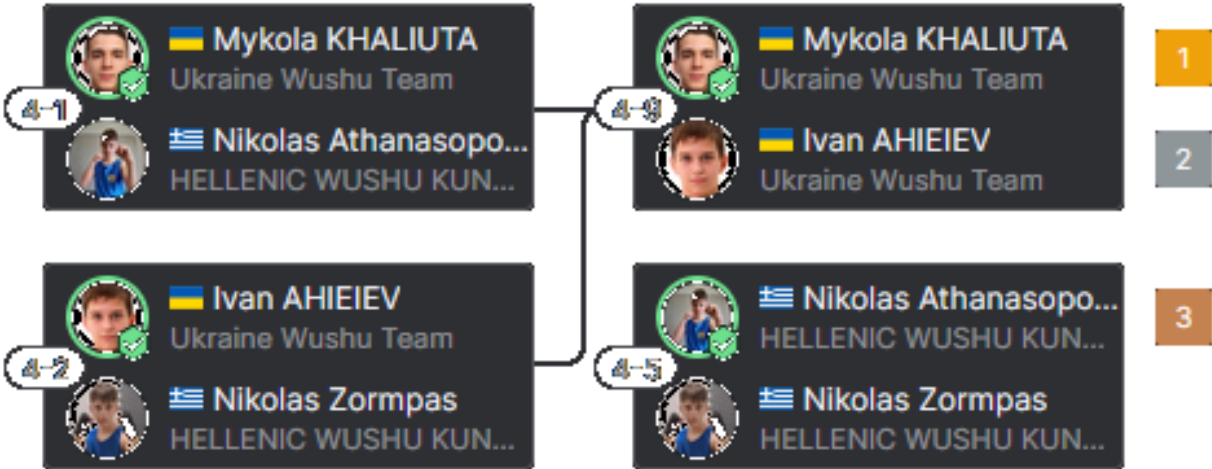 Mykola KHALIUTA
Ukraine Wushu Team
4-1
Nikolas Athanasopo...
HELLENIC WUSHU KUN...
Mykola KHALIUTA
Ukraine Wushu Team
1
4-9
Ivan AHIEIEV
Ukraine Wushu Team
2
Ivan AHIEIEV
Ukraine Wushu Team
4-2
Nikolas Zormpas
HELLENIC WUSHU KUN...
Nikolas Athanasopo...
HELLENIC WUSHU KUN...
3
4-5
Nikolas Zormpas
HELLENIC WUSHU KUN...